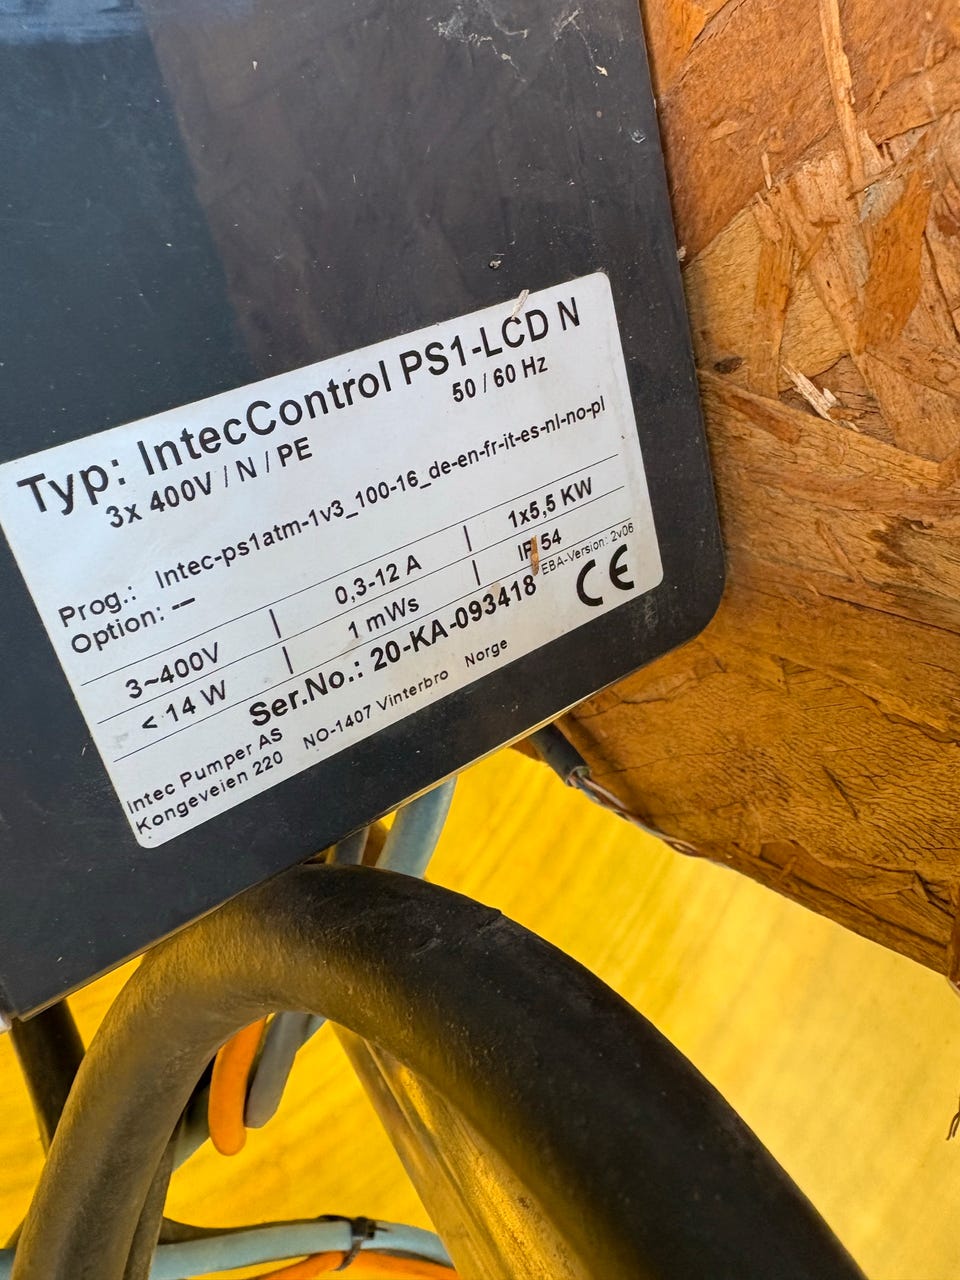 Typ: IntecControl PS1-LCD N
3x 400V / N / PE 50 / 60 Hz
Prog.: Intec-ps1atm-1v3_100-16_de-en-fr-it-es-nl-no-pl
Option: ---
3~400V | 0,3-12 A | 1x5,5 KW
< 14 W | 1 mWs | IP 54
Ser.No.: 20-KA-093418 EBA-Version: 2v06
CE
Intec Pumper AS
Kongeveien 220 NO-1407 Vinterbro Norge